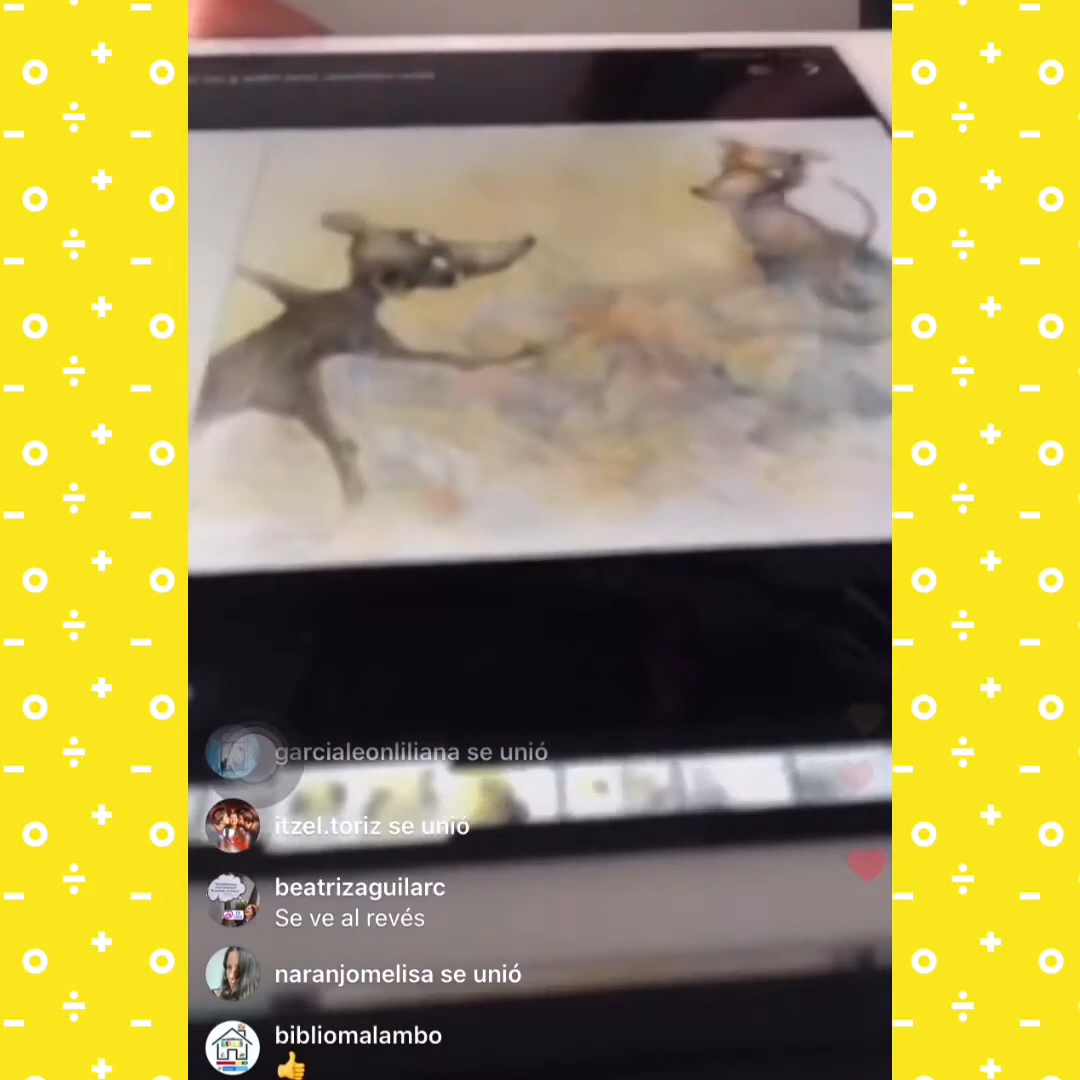 garcialeonliliana se unió
itzel.toriz se unió
beatrizaguilarc
Se ve al revés
naranjomelisa se unió
bibliomalambo
👍